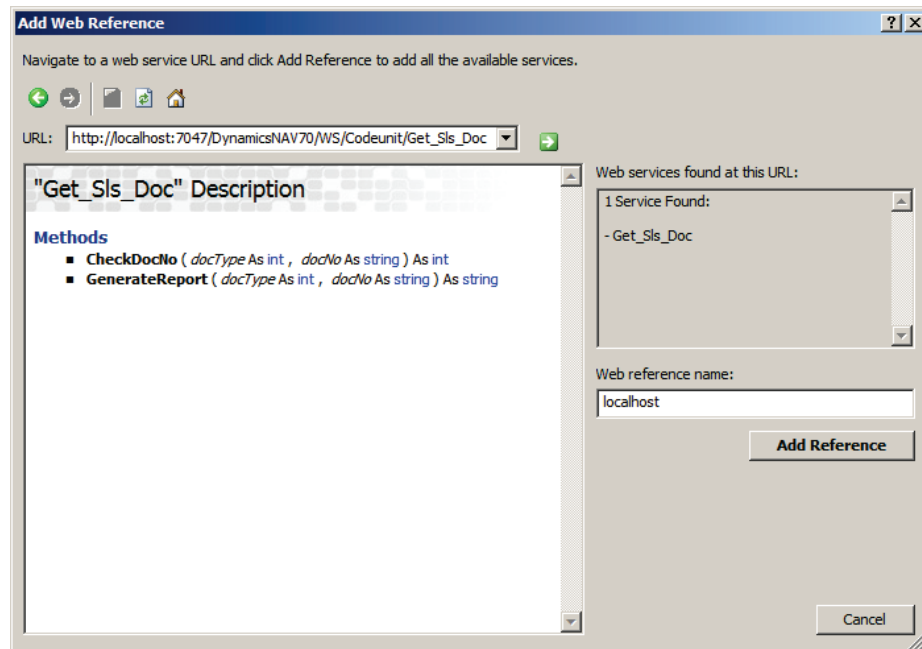 Add Web Reference
Navigate to a web service URL and click Add Reference to add all the available services.
URL: http://localhost:7047/DynamicsNAV70/WS/Codeunit/Get_Sls_Doc
"Get_Sls_Doc" Description
Methods
CheckDocNo ( docType As int , docNo As string ) As int
GenerateReport ( docType As int , docNo As string ) As string
Web services found at this URL:
1 Service Found:
- Get_Sls_Doc
Web reference name:
localhost
Add Reference
Cancel